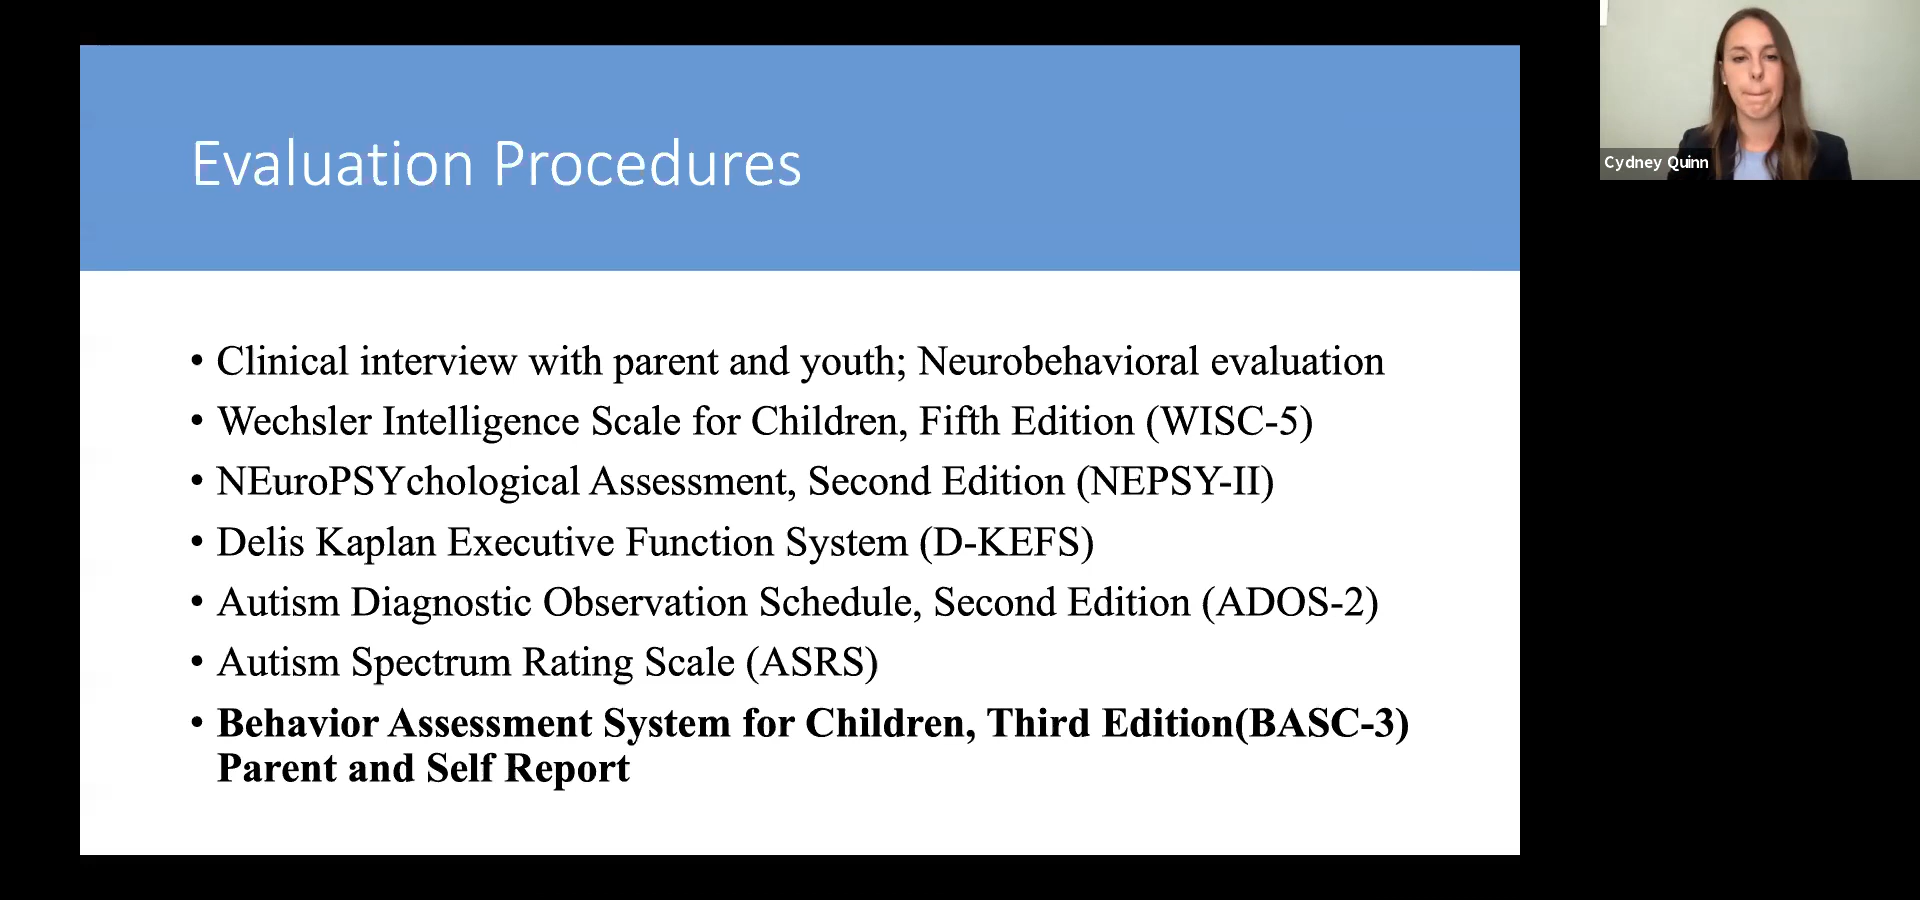 Evaluation Procedures
Cydney Quinn
• Clinical interview with parent and youth; Neurobehavioral evaluation
• Wechsler Intelligence Scale for Children, Fifth Edition (WISC-5)
• NEuroPSYchological Assessment, Second Edition (NEPSY-II)
• Delis Kaplan Executive Function System (D-KEFS)
• Autism Diagnostic Observation Schedule, Second Edition (ADOS-2)
• Autism Spectrum Rating Scale (ASRS)
• Behavior Assessment System for Children, Third Edition(BASC-3)
Parent and Self Report